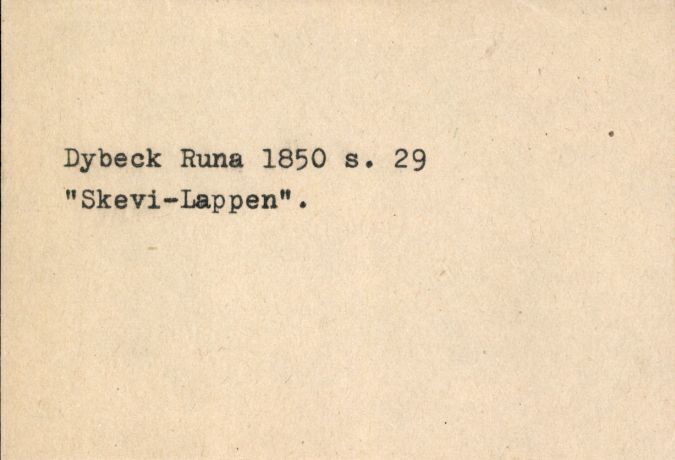 Dybeck Runa 1850 s. 29
"Skevi-Lappen".